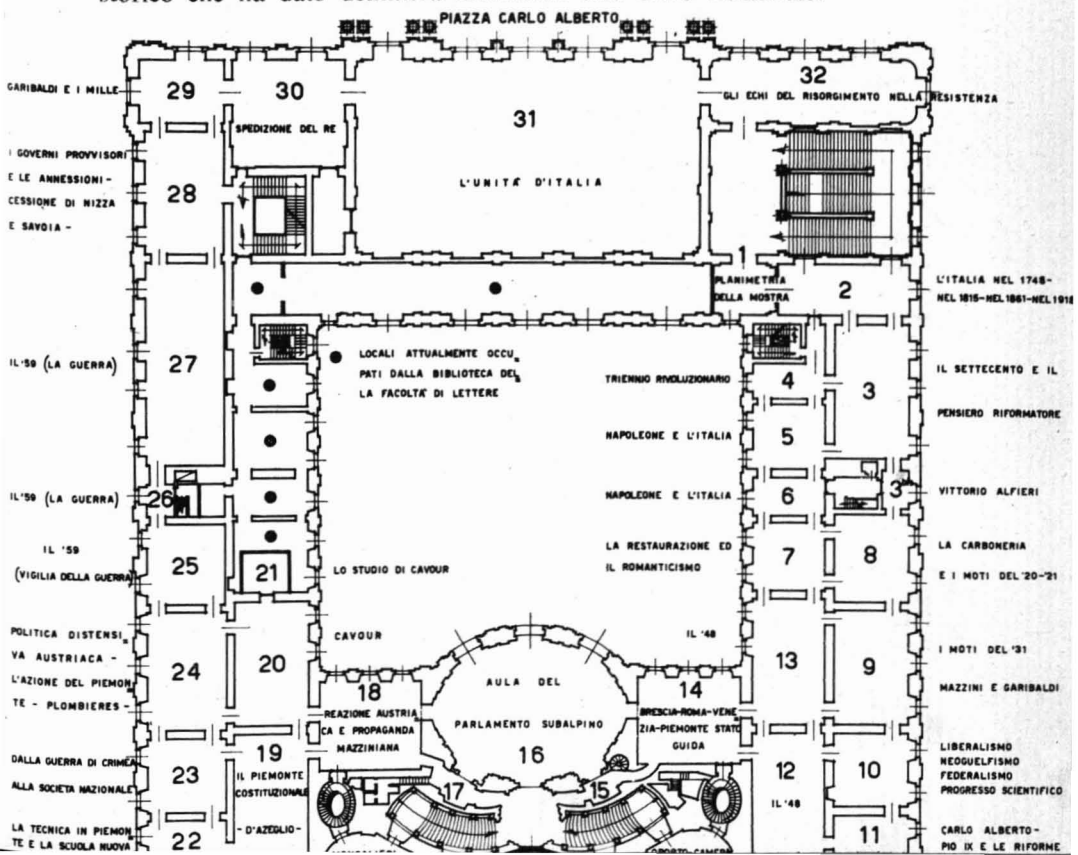 storico che ha dato
PIAZZA CARLO ALBERTO
GARIBALDI E I MILLE
29
30
SPEDIZIONE DEL RE
31
L'UNITÀ D'ITALIA
32
GLI ECHI DEL RISORGIMENTO NELLA RESISTENZA
I GOVERNI PROVVISORI
E LE ANNESSIONI-
CESSIONE DI NIZZA
E SAVOIA -
28
1
PLANIMETRIA
DELLA MOSTRA
2
L'ITALIA NEL 1748-
NEL 1815-NEL 1861-NEL 1918
IL '59 (LA GUERRA)
27
LOCALI ATTUALMENTE OCCU=
PATI DALLA BIBLIOTECA DEL=
LA FACOLTÀ DI LETTERE
TRIENNIO RIVOLUZIONARIO
4
3
IL SETTECENTO E IL
PENSIERO RIFORMATORE
NAPOLEONE E L'ITALIA
5
IL '59 (LA GUERRA)
26
NAPOLEONE E L'ITALIA
6
3
VITTORIO ALFIERI
IL '59
(VIGILIA DELLA GUERRA)
25
21
LO STUDIO DI CAVOUR
LA RESTAURAZIONE ED
IL ROMANTICISMO
7
8
LA CARBONERIA
E I MOTI DEL '20-'21
POLITICA DISTENSI=
VA AUSTRIACA -
L'AZIONE DEL PIEMON=
TE - PLOMBIERES -
24
20
CAVOUR
IL '48
13
9
I MOTI DEL '31
MAZZINI E GARIBALDI
18
REAZIONE AUSTRIA=
CA E PROPAGANDA
MAZZINIANA
AULA DEL
PARLAMENTO SUBALPINO
16
14
BRESCIA-ROMA-VENE=
ZIA-PIEMONTE STATO
GUIDA
DALLA GUERRA DI CRIMEA
ALLA SOCIETÀ NAZIONALE
23
19
IL PIEMONTE
COSTITUZIONALE
- D'AZEGLIO -
17
15
12
IL '48
10
LIBERALISMO
NEOGUELFISMO
FEDERALISMO
PROGRESSO SCIENTIFICO
LA TECNICA IN PIEMON=
TE E LA SCUOLA NUOVA
22
11
CARLO ALBERTO-
PIO IX E LE RIFORME